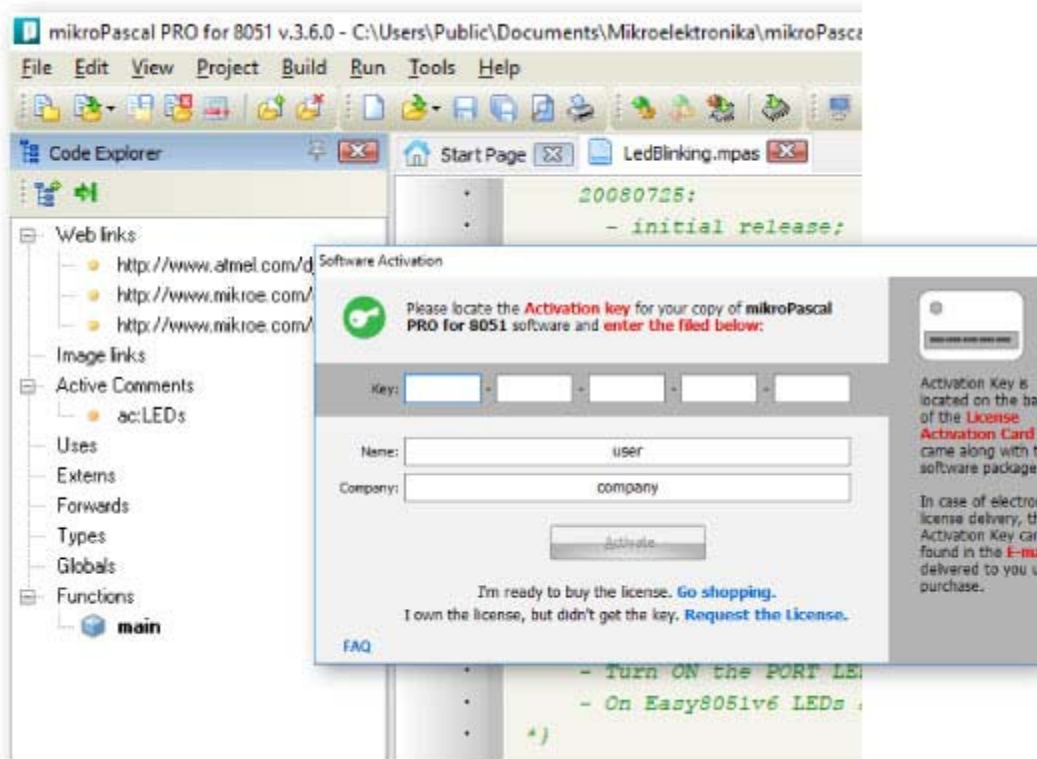 mikroPascal PRO for 8051 v.3.6.0 - C:\Users\Public\Documents\Mikroelektronika\mikroPasca
File Edit View Project Build Run Tools Help
Code Explorer
Start Page
LedBlinking.mpas
20080725:
- initial release;
Web links
http://www.atmel.com/d
http://www.mikroe.com/
http://www.mikroe.com/
Image links
Active Comments
ac:LEDs
Uses
Externs
Forwards
Types
Globals
Functions
main
Software Activation
Please locate the Activation key for your copy of mikroPascal
PRO for 8051 software and enter the filed below:
Key: - - - -
Name: user
Company: company
Activate
I'm ready to buy the license. Go shopping.
I own the license, but didn't get the key. Request the License.
FAQ
Activation Key is
located on the ba
of the License
Activation Card
came along with t
software package
In case of electro
license delivery, th
Activation Key can
found in the E-ma
delivered to you u
purchase.
- Turn ON the PORT LE
- On Easy8051v6 LEDs
*)